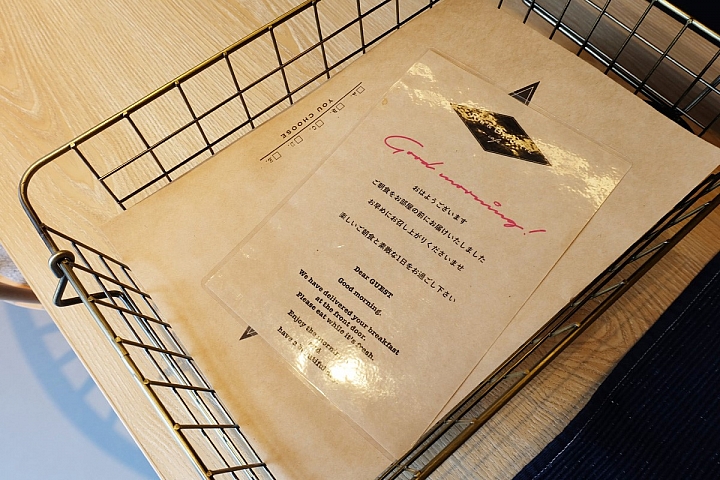 YOU CHOOSE
A.
B.
C.
D.
Good morning!
おはようございます
ご朝食をお部屋の前にお届けいたしました
お早めにお召し上がりくださいませ
楽しいご朝食と素敵な1日をお過ごし下さい
Dear GUEST
Good morning.
We have delivered your breakfast
at the front door.
Please eat while it's fresh.
Enjoy the
have a